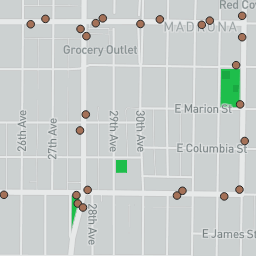 Red Co
MADRONA
Grocery Outlet
E Marion St
29th Ave
30th Ave
26th Ave
27th Ave
E Columbia St
28th Ave
E James St